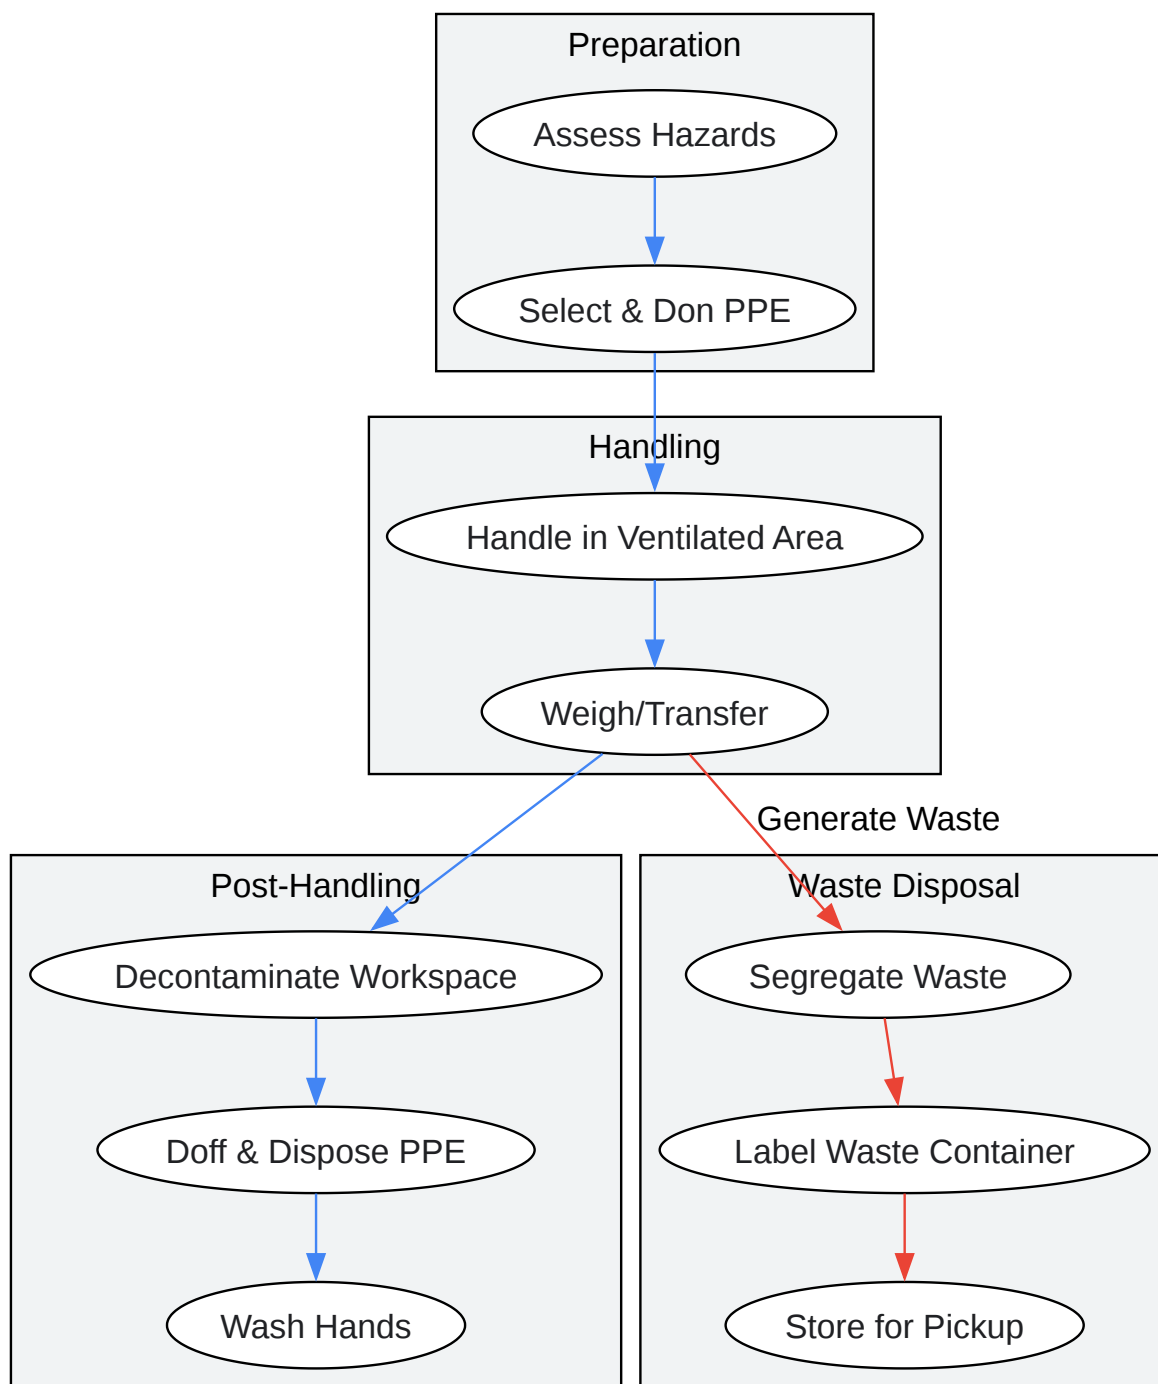 Preparation
Assess Hazards
Select & Don PPE
Handling
Handle in Ventilated Area
Weigh/Transfer
Generate Waste
Post-Handling
Decontaminate Workspace
Doff & Dispose PPE
Wash Hands
Waste Disposal
Segregate Waste
Label Waste Container
Store for Pickup